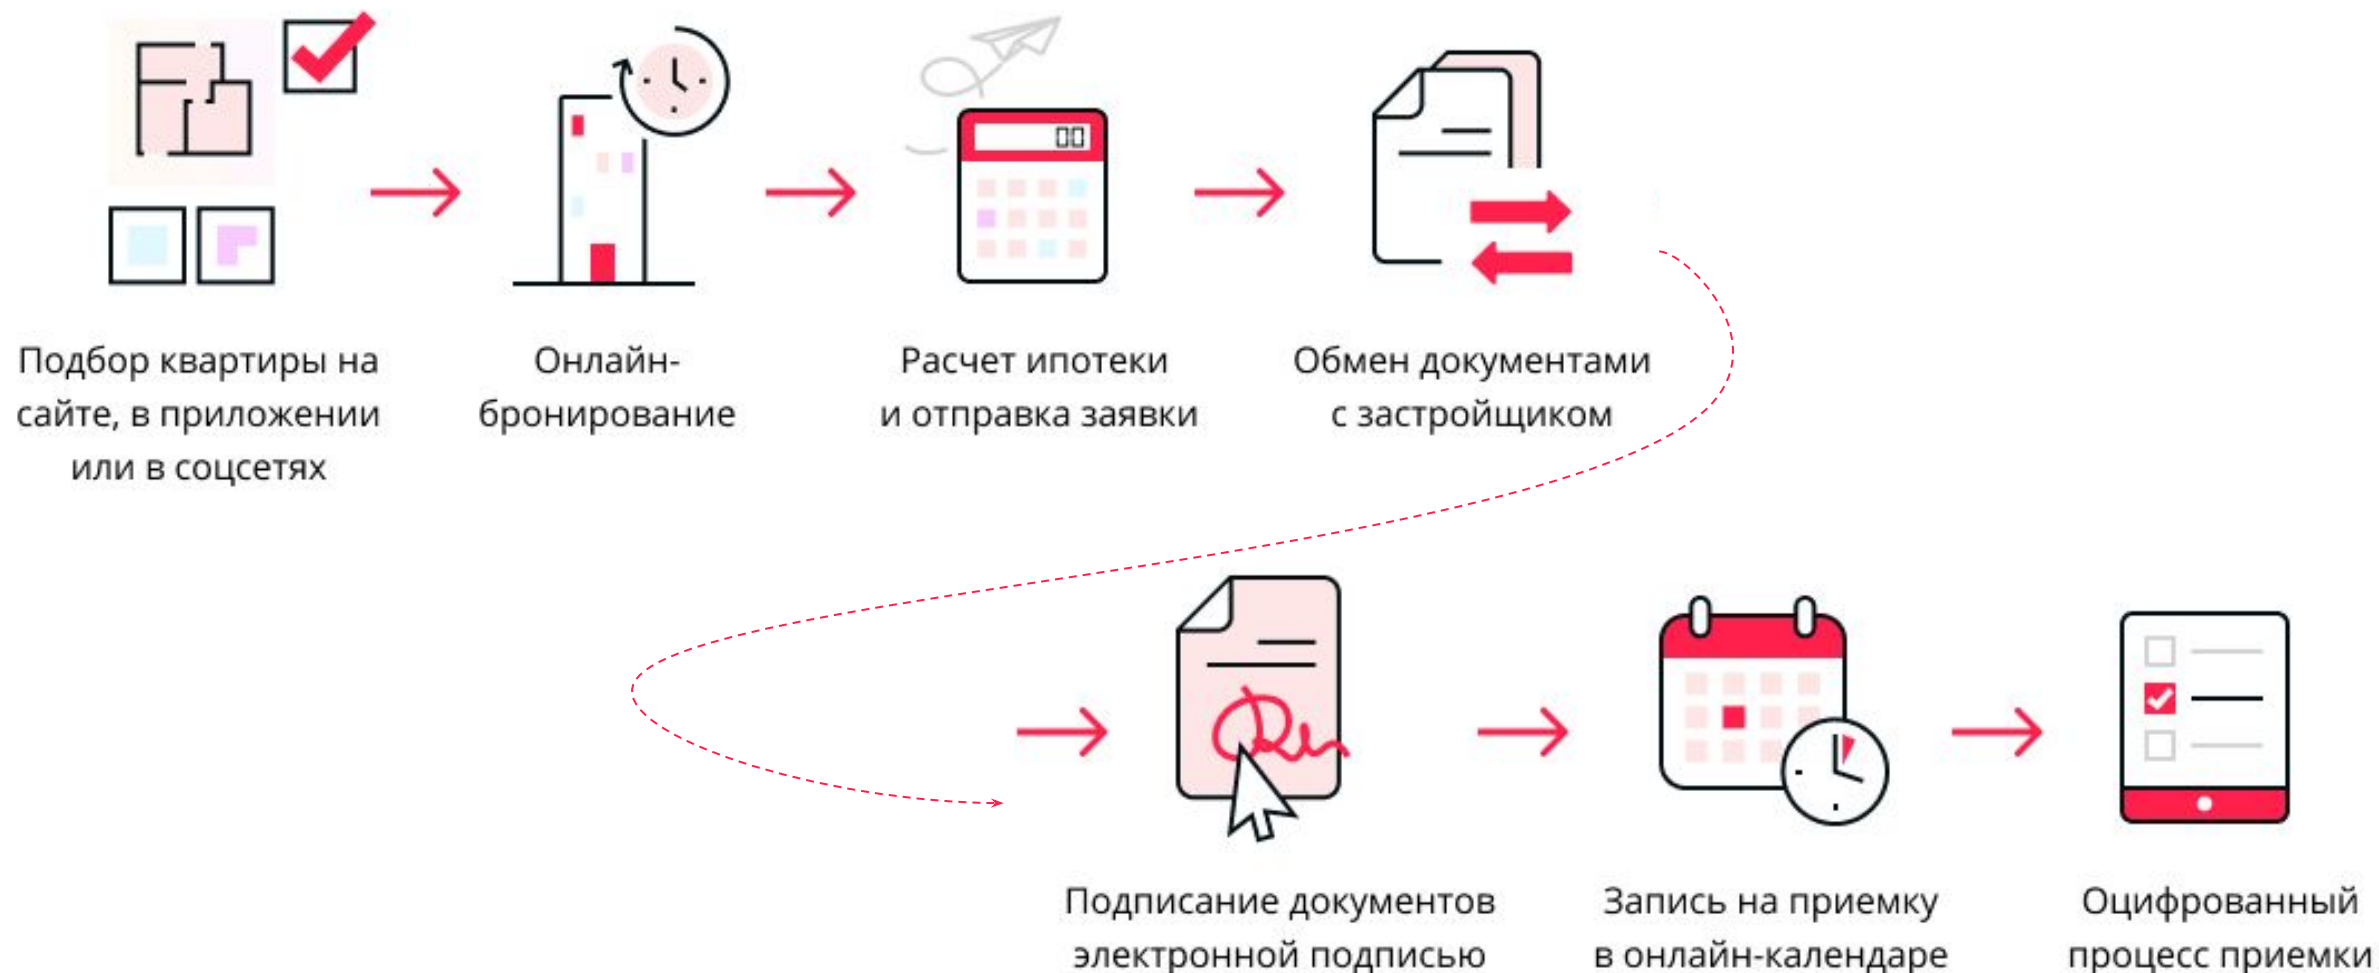 Подбор квартиры на
сайте, в приложении
или в соцсетях
Онлайн-
бронирование
Расчет ипотеки
и отправка заявки
Обмен документами
с застройщиком
Подписание документов
электронной подписью
Запись на приемку
в онлайн-календаре
Оцифрованный
процесс приемки